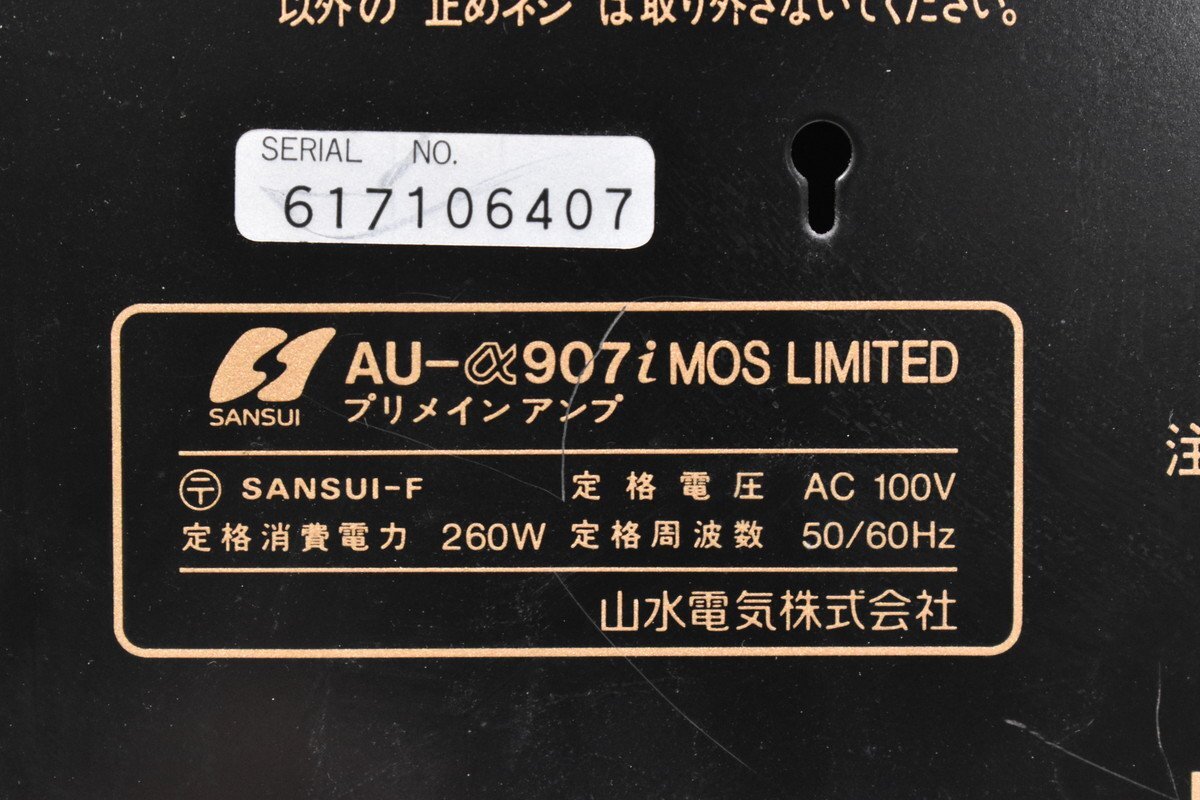 以外の"止めネジ"は取り外さないでください。
SERIAL NO.
617106407
SANSUI
AU-α907i MOS LIMITED
プリメインアンプ
〒 SANSUI-F 定格電圧 AC 100V
定格消費電力 260W 定格周波数 50/60Hz
山水電気株式会社
注